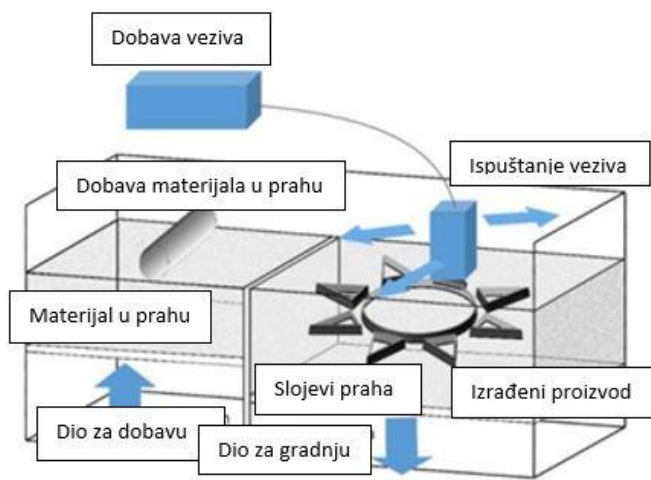 Dobava veziva
Ispuštanje veziva
Dobava materijala u prahu
Materijal u prahu
Slojevi praha
Izrađeni proizvod
Dio za dobavu
Dio za gradnju